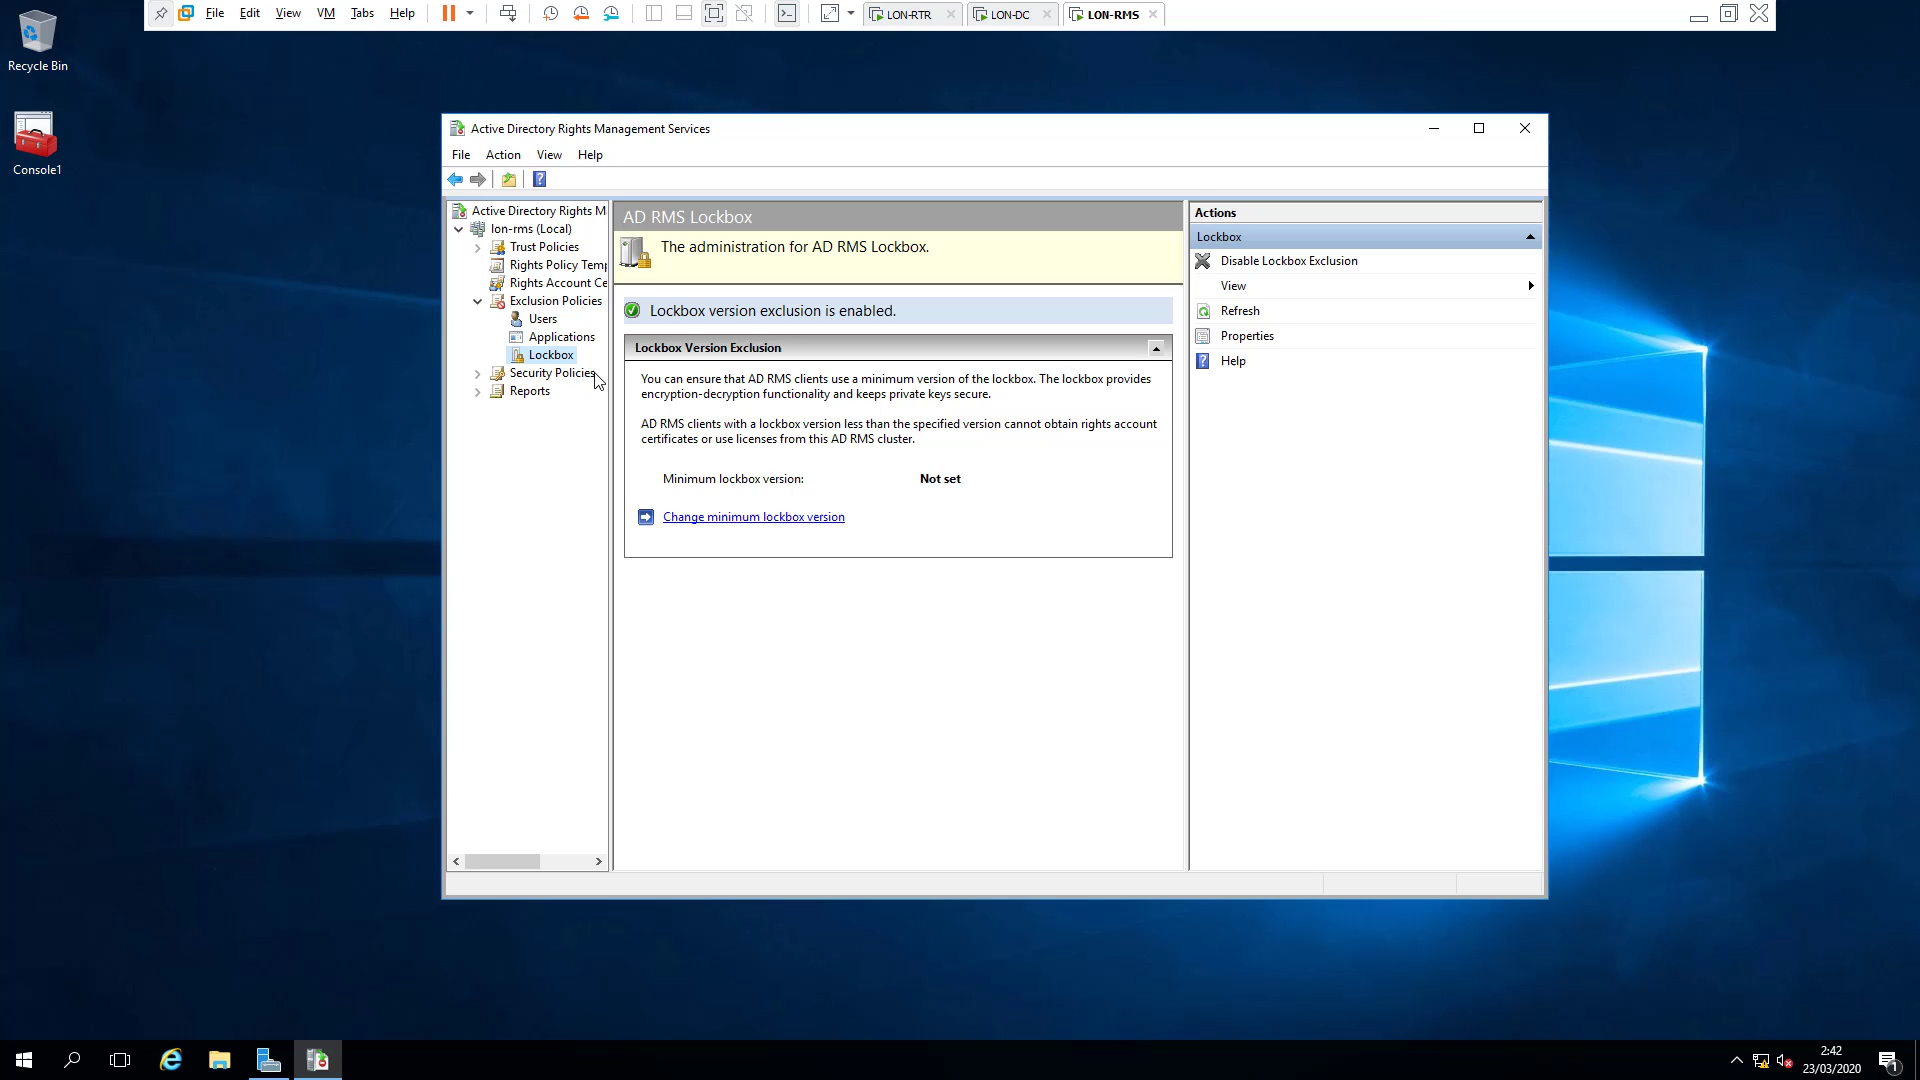 File Edit View VM Tabs Help
LON-RTR LON-DC LON-RMS
Recycle Bin
Console1
Active Directory Rights Management Services
File Action View Help
Active Directory Rights M
lon-rms (Local)
Trust Policies
Rights Policy Temp
Rights Account Ce
Exclusion Policies
Users
Applications
Lockbox
Security Policies
Reports
AD RMS Lockbox
The administration for AD RMS Lockbox.
Lockbox version exclusion is enabled.
Lockbox Version Exclusion
You can ensure that AD RMS clients use a minimum version of the lockbox. The lockbox provides
encryption-decryption functionality and keeps private keys secure.
AD RMS clients with a lockbox version less than the specified version cannot obtain rights account
certificates or use licenses from this AD RMS cluster.
Minimum lockbox version: Not set
Change minimum lockbox version
Actions
Lockbox
Disable Lockbox Exclusion
View
Refresh
Properties
Help
2:42
23/03/2020
1